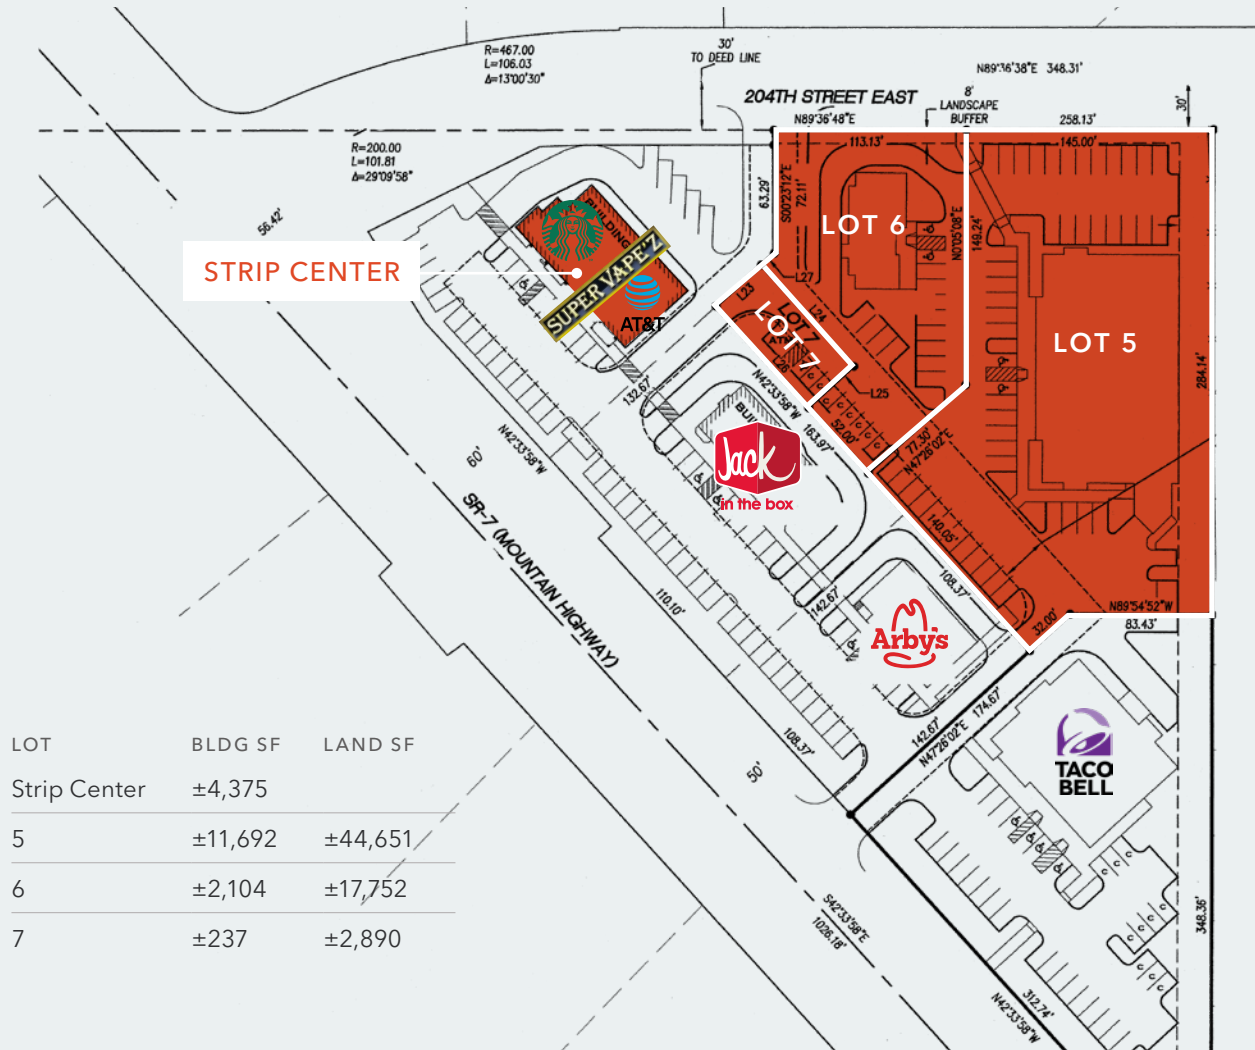 R=467.00
L=106.03
Δ=13°00'30"
30'
TO DEED LINE
N89°36'38"E 348.31'
204TH STREET EAST
8'
LANDSCAPE
BUFFER
30'
N89°36'48"E
258.13'
113.13'
145.00'
R=200.00
L=101.81
Δ=29°09'58"
56.42'
63.29'
S00°23'12"E
72.11'
N0°05'08"E
149.24'
LOT 6
BUILDING
SUPER VAPE'Z
AT&T
STRIP CENTER
L27
L23
L24
LOT 7
LOT 7
L26
L25
LOT 5
284.14'
132.67'
N42°33'58"W
163.97'
52.00'
77.30'
N47°26'02"E
N42°33'58"W
60'
Jack
in the box
SR-7 (MOUNTAIN HIGHWAY)
140.05'
108.37'
110.10'
142.67'
Arby's
32.00'
N89°54'52"W
83.43'
174.67'
142.67'
N47°26'02"E
108.37'
50'
TACO
BELL
S42°33'58"E
1026.18'
348.36'
312.74'
N42°33'58"W
LOT BLDG SF LAND SF
Strip Center ±4,375
5 ±11,692 ±44,651
6 ±2,104 ±17,752
7 ±237 ±2,890